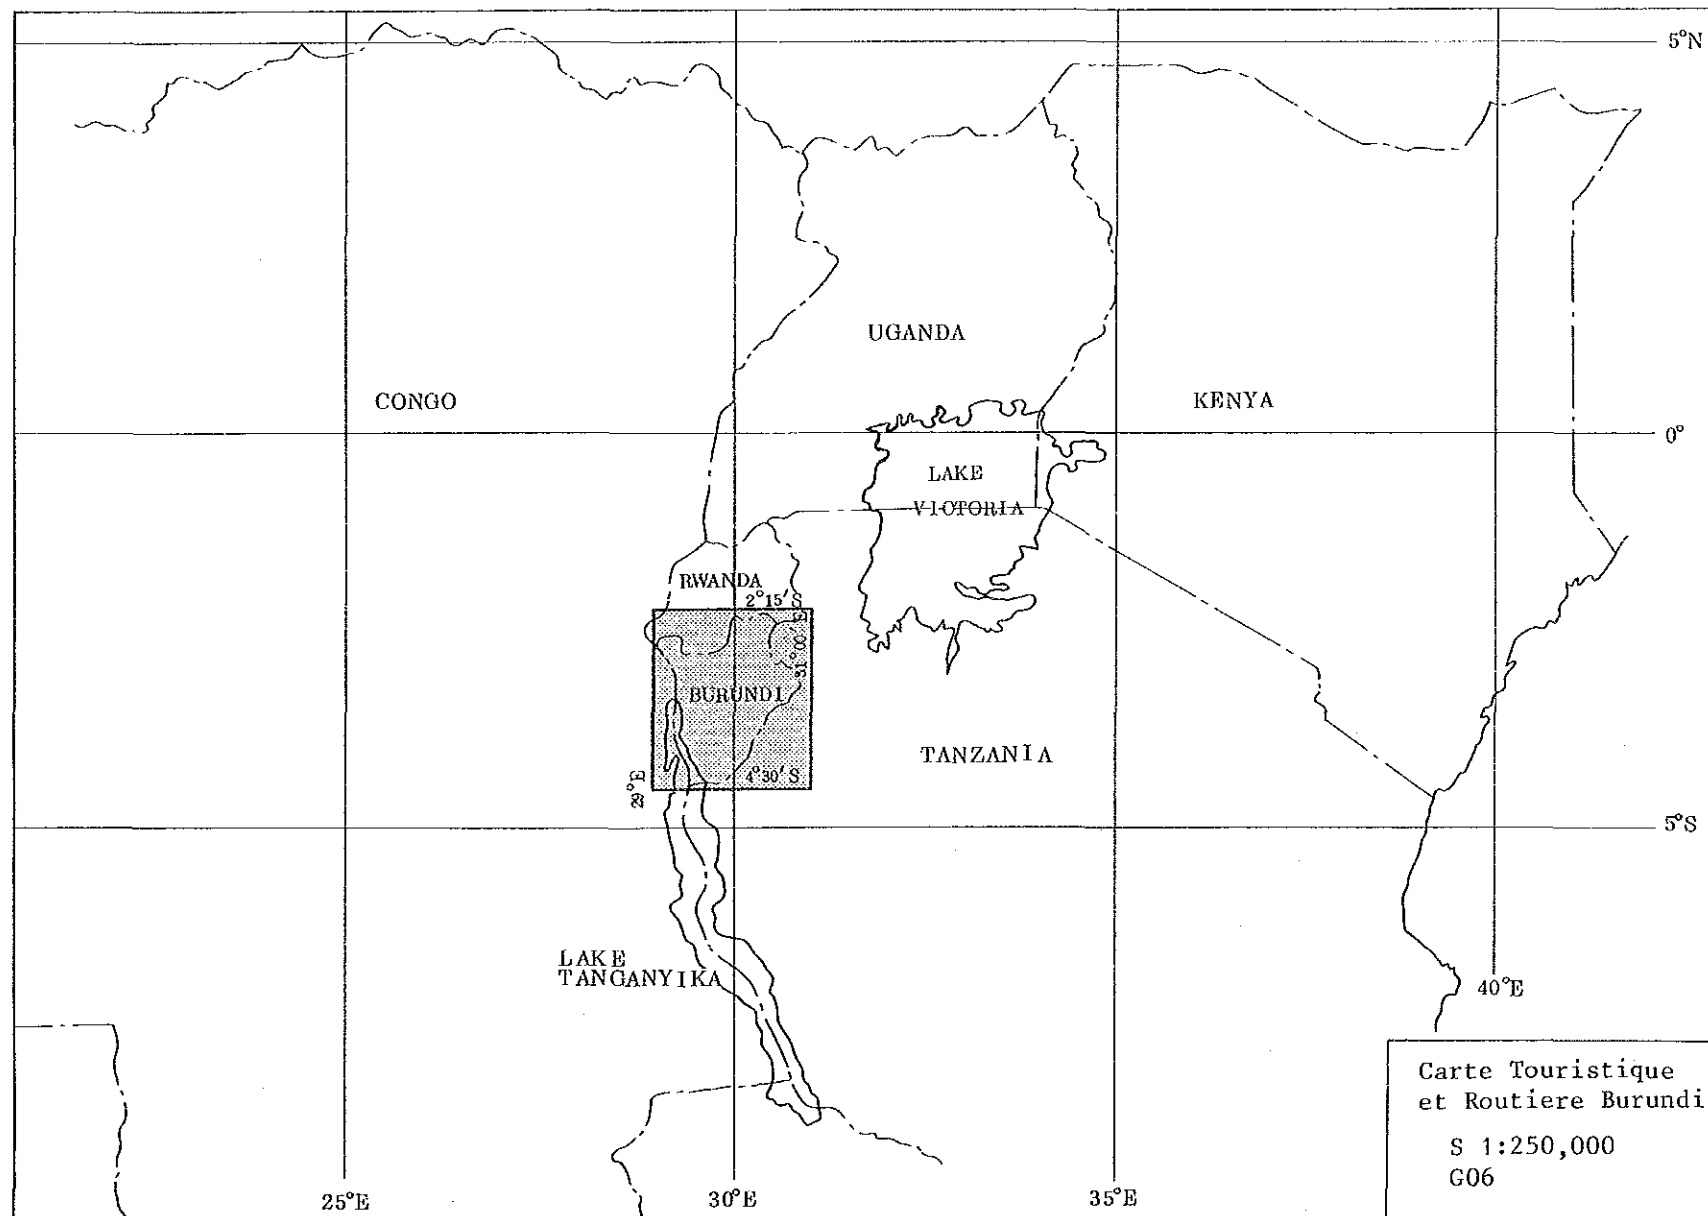 5°N
UGANDA
CONGO
KENYA
0°
LAKE
VICTORIA
RWANDA
2°15′ S
31°00′ E
BURUNDI
TANZANIA
4°30′ S
29°E
5°S
LAKE
TANGANYIKA
40°E
25°E
30°E
35°E
Carte Touristique
et Routiere Burundi
S 1:250,000
G06